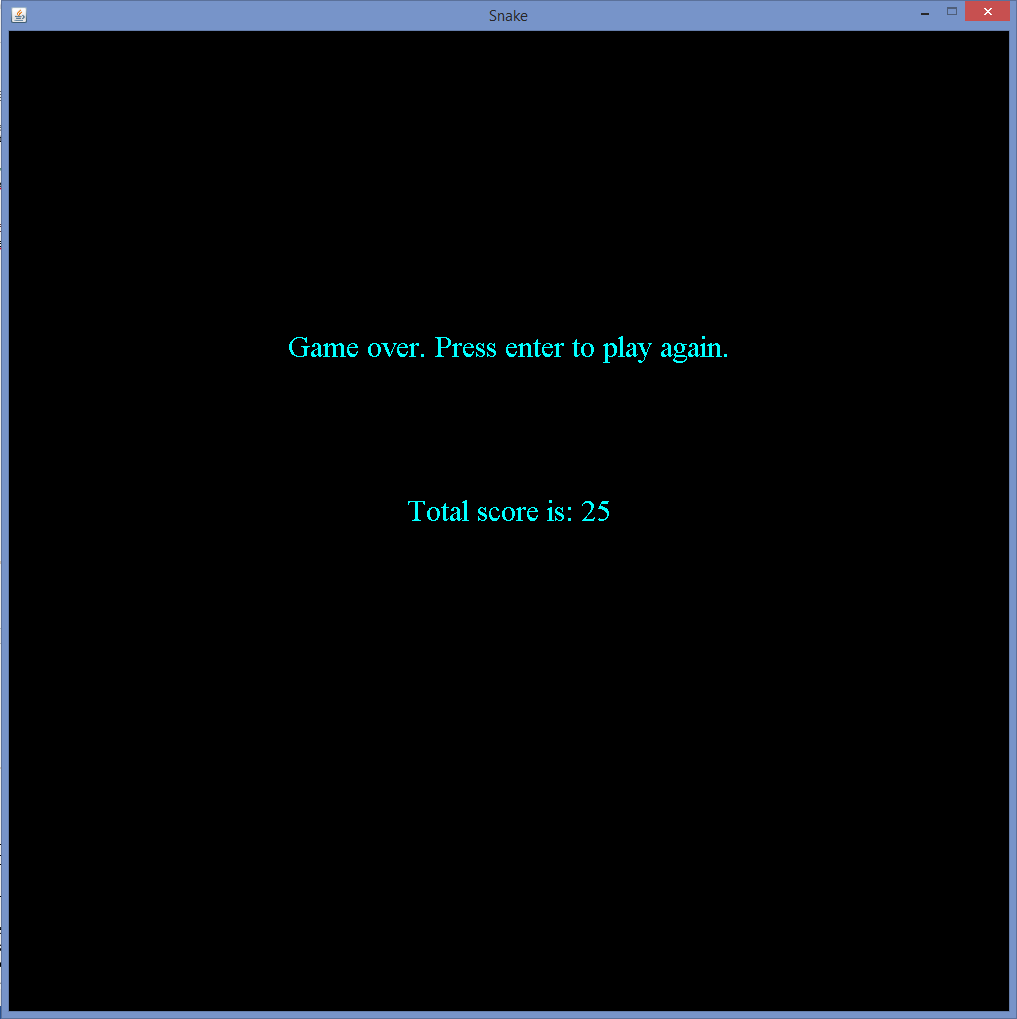 Snake
Game over. Press enter to play again.
Total score is: 25